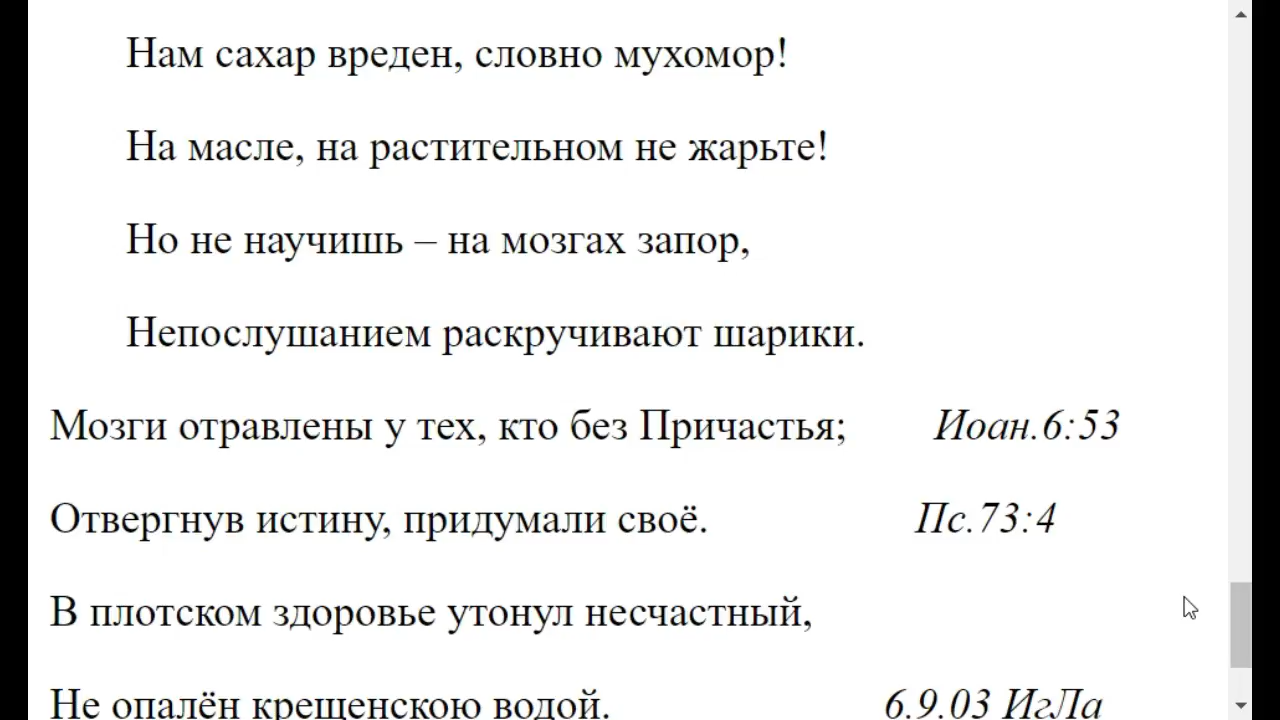 Нам сахар вреден, словно мухомор!
На масле, на растительном не жарьте!
Но не научишь – на мозгах запор,
Непослушанием раскручивают шарики.
Мозги отравлены у тех, кто без Причастья; Иоан.6:53
Отвергнув истину, придумали своё. Пс.73:4
В плотском здоровье утонул несчастный,
Не опалён крещенскою водой. 6.9.03 ИгЛа